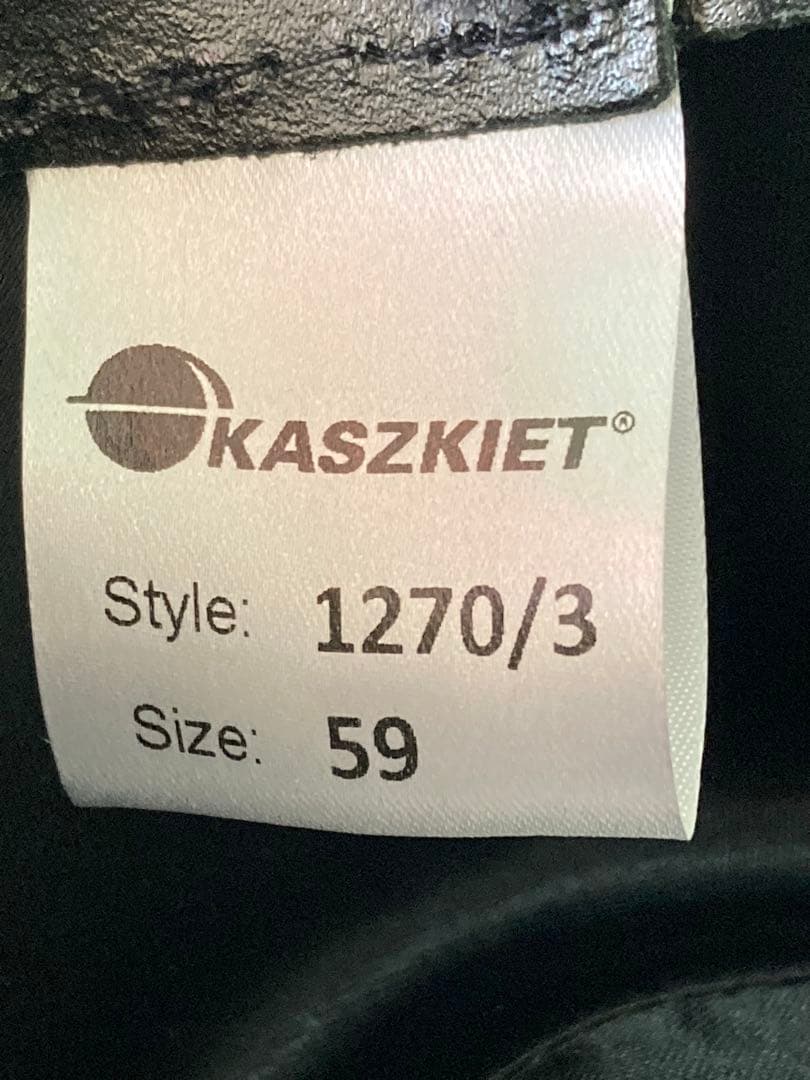 KASZKIET®
Style: 1270/3
Size: 59